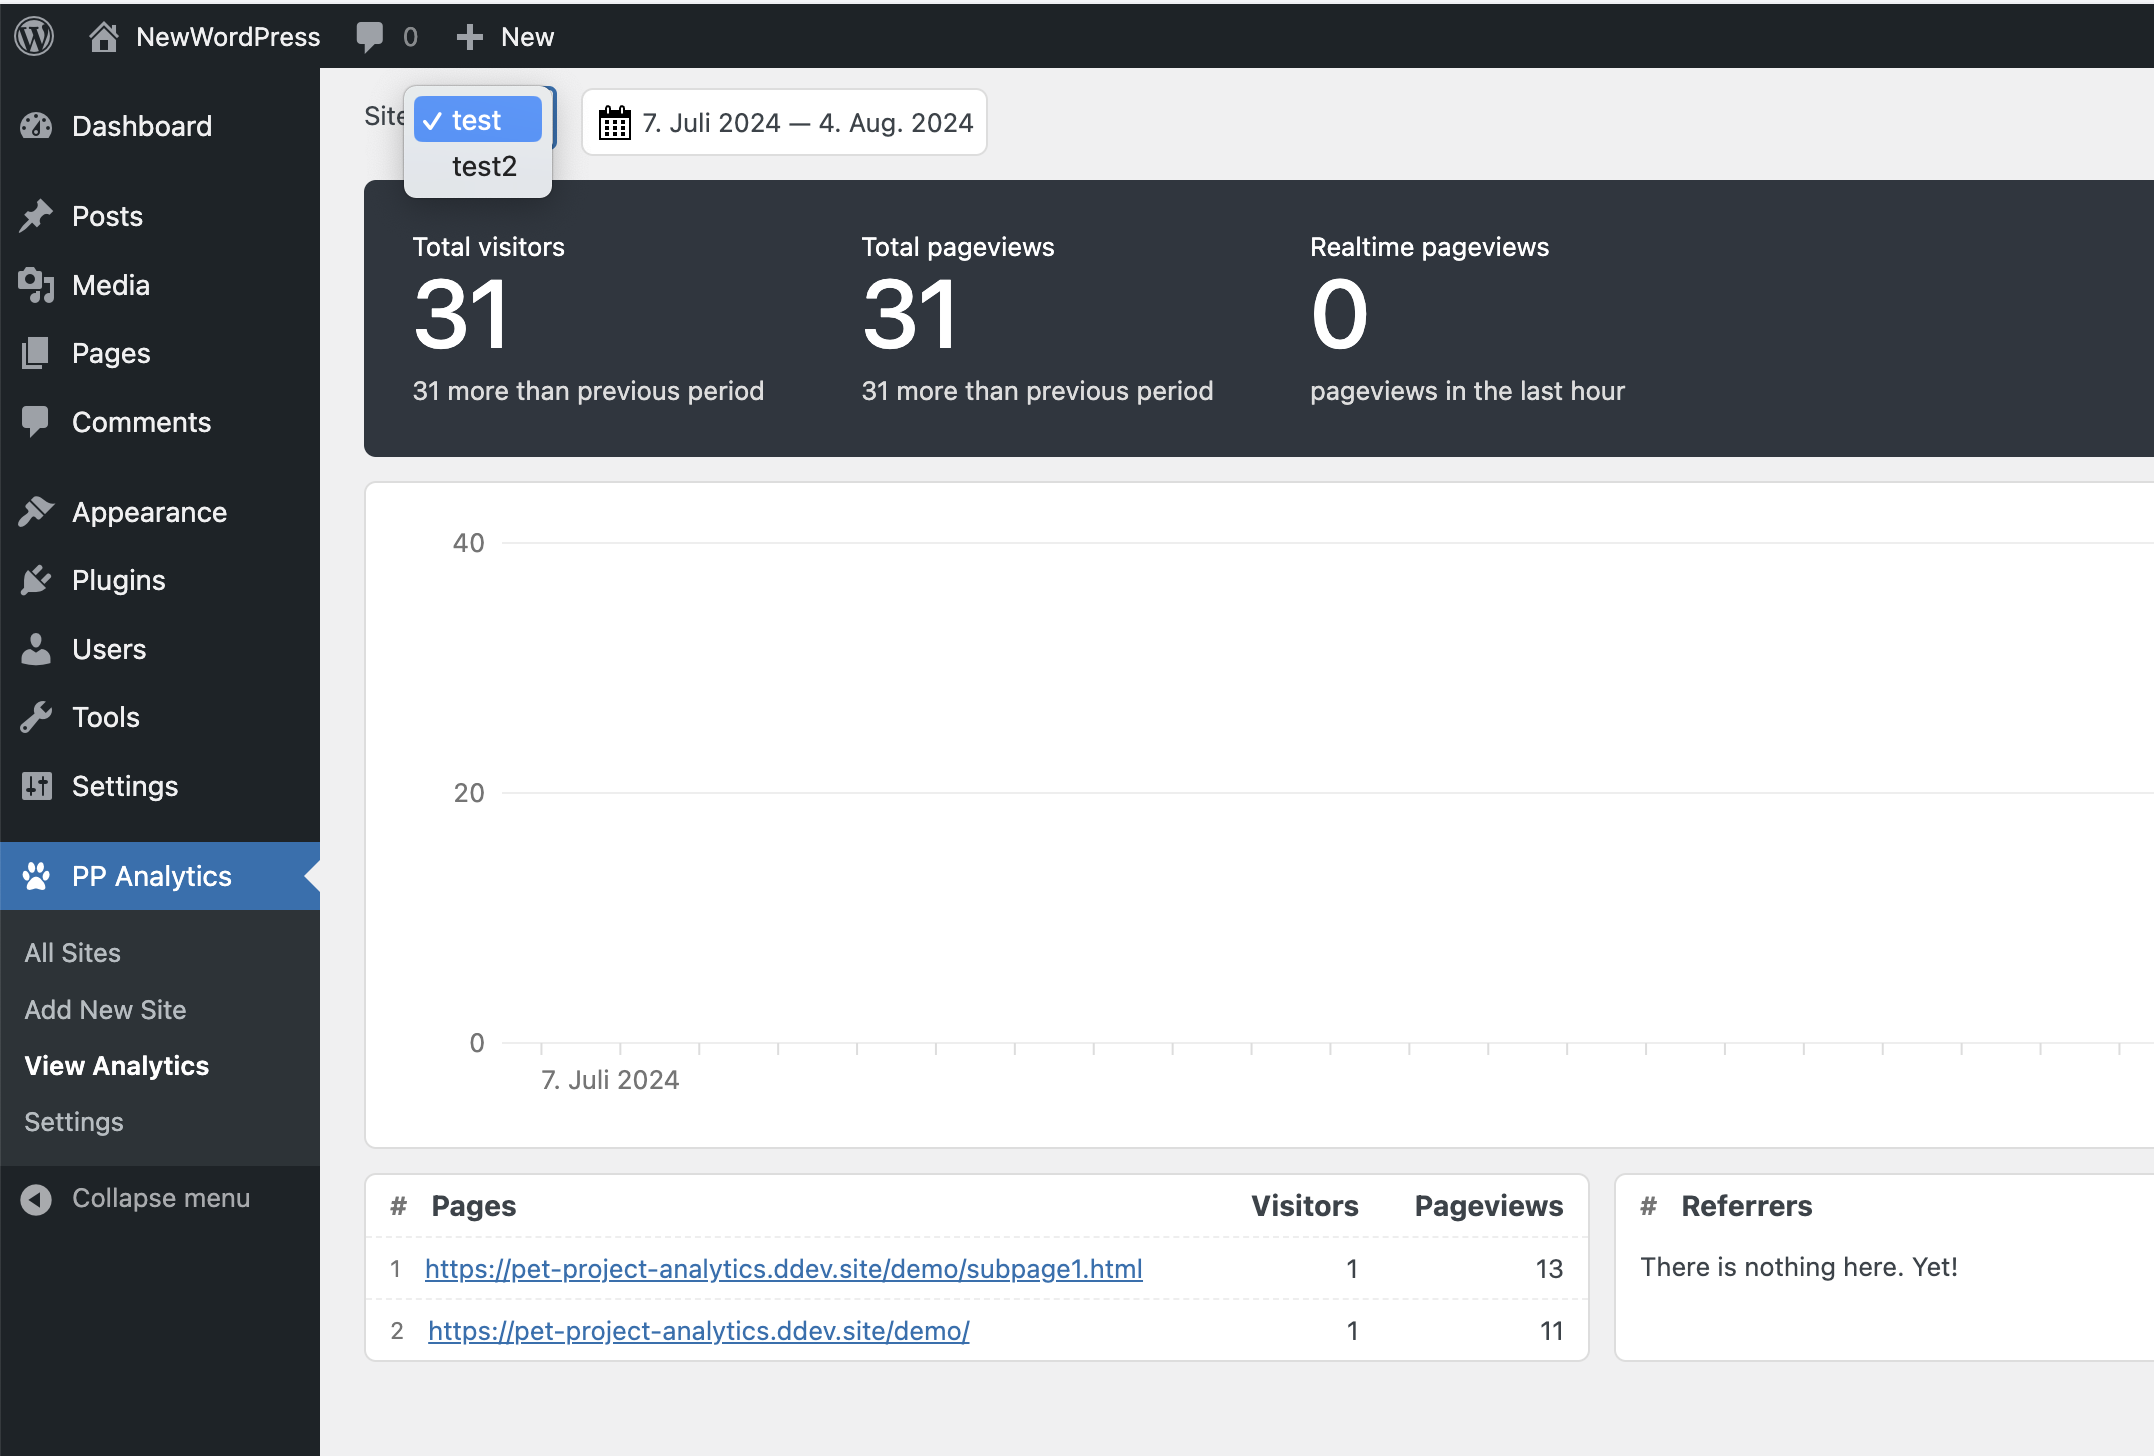 NewWordPress 0 New
Dashboard
Posts
Media
Pages
Comments
Appearance
Plugins
Users
Tools
Settings
PP Analytics
All Sites
Add New Site
View Analytics
Settings
Collapse menu
Site
test
test2
7. Juli 2024 — 4. Aug. 2024
Total visitors
31
31 more than previous period
Total pageviews
31
31 more than previous period
Realtime pageviews
0
pageviews in the last hour
40
20
0
7. Juli 2024
# Pages Visitors Pageviews
1 https://pet-project-analytics.ddev.site/demo/subpage1.html 1 13
2 https://pet-project-analytics.ddev.site/demo/ 1 11
# Referrers
There is nothing here. Yet!